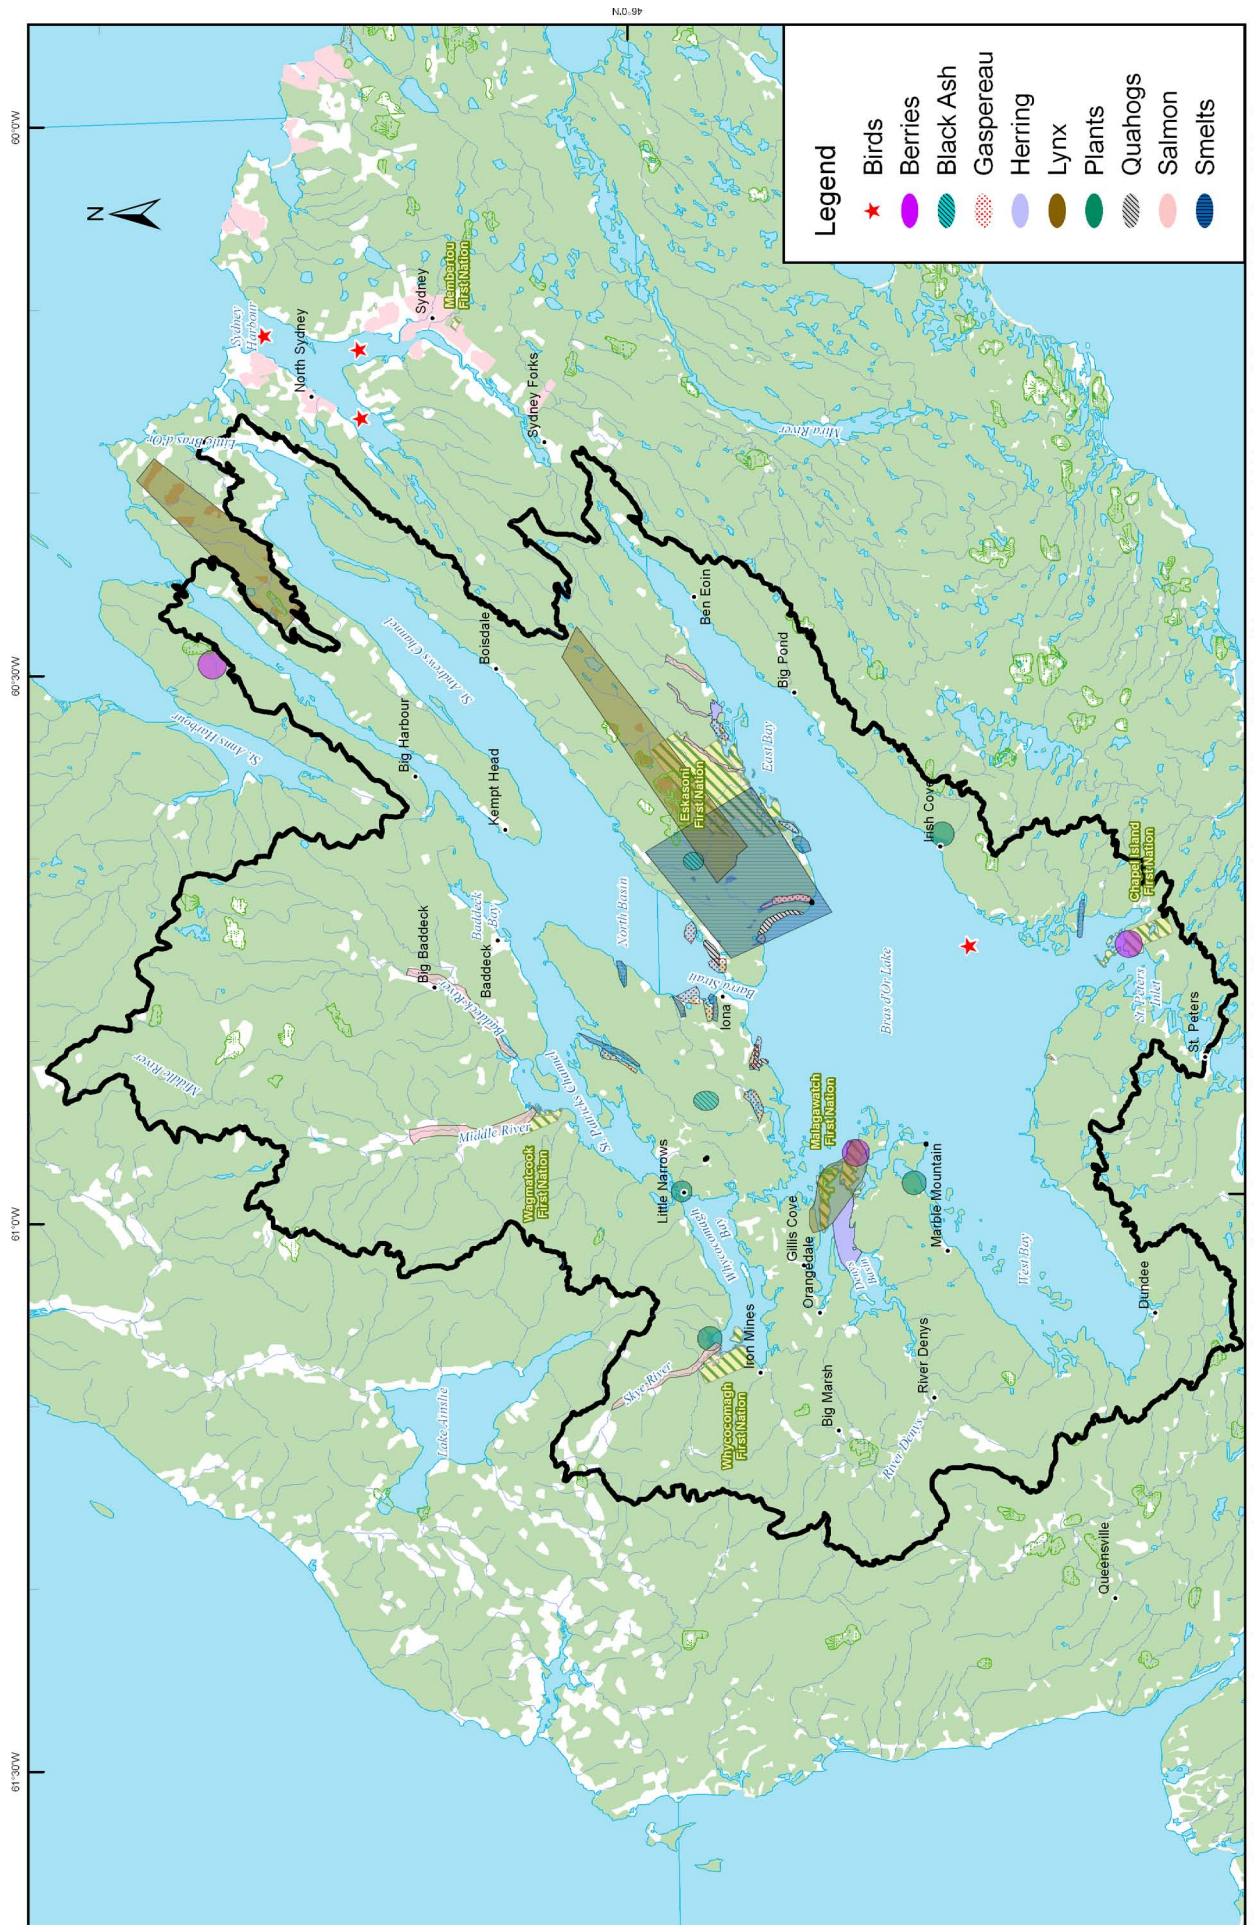 61°30'W
61°0'W
60°30'W
60°0'W
46°0'N
N
Lake Ainslie
Middle River
Middle River
Wagmatcook
First Nation
Big Baddeck
Baddeck River
Baddeck
Baddeck
Bay
St. Patricks Channel
St. Anns Harbour
Big Harbour
Kempt Head
St. Andrews Channel
Boisdale
Little Bras d'Or
Sydney
Harbour
North Sydney
Sydney
Membertou
First Nation
Sydney Forks
Mira River
Skye River
Whycocomagh
First Nation
Iron Mines
Whycocomagh
Bay
Little Narrows
North Basin
Iona
Barra Strait
Eskasoni
First Nation
East Bay
Ben Eoin
Big Pond
Big Marsh
River Denys
River Denys
Orangedale
Gillis Cove
Denys
Basin
Malagawatch
First Nation
Marble Mountain
Bras d'Or Lake
Irish Cove
West Bay
Dundee
Queensville
St. Peters
St. Peters
Inlet
Chapel Island
First Nation
Legend
Birds
Berries
Black Ash
Gaspereau
Herring
Lynx
Plants
Quahogs
Salmon
Smelts